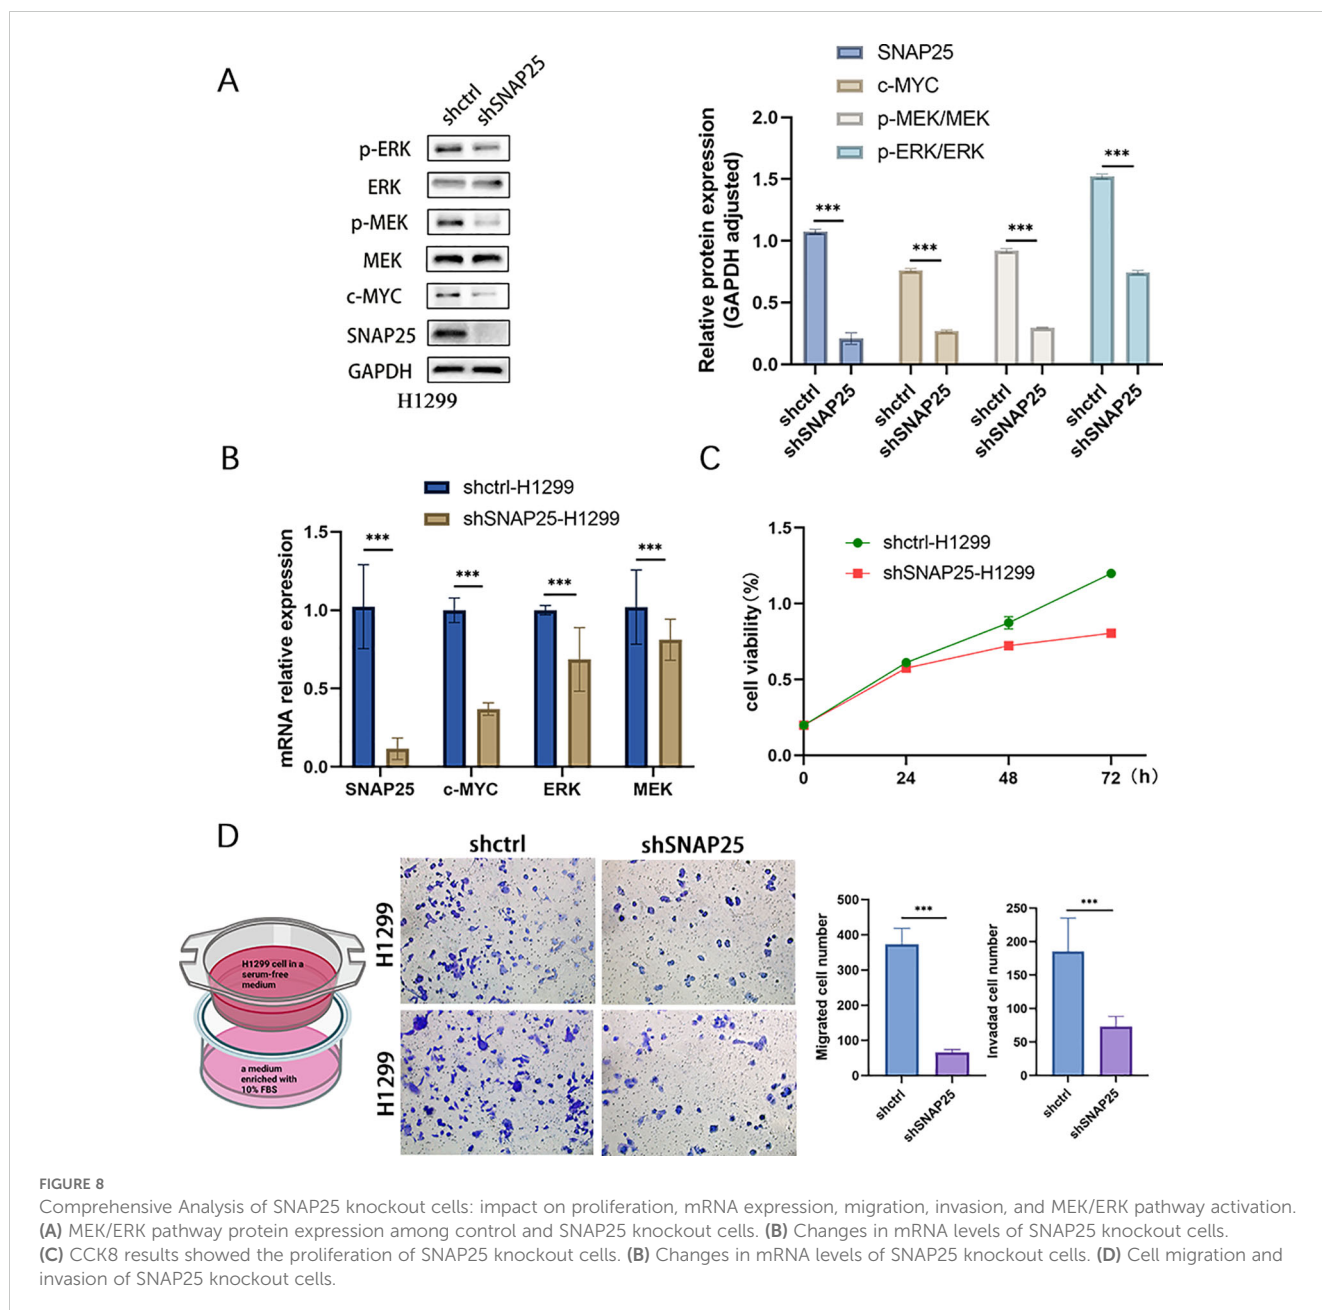 A
shctrl
shSNAP25
p-ERK
ERK
p-MEK
MEK
c-MYC
SNAP25
GAPDH
H1299
SNAP25
c-MYC
p-MEK/MEK
p-ERK/ERK
Relative protein expression
(GAPDH adjusted)
2.0
1.5
1.0
0.5
0.0
***
***
***
***
shctrl
shSNAP25
shctrl
shSNAP25
shctrl
shSNAP25
shctrl
shSNAP25
B
shctrl-H1299
shSNAP25-H1299
mRNA relative expression
1.5
1.0
0.5
0.0
***
***
***
***
SNAP25 c-MYC ERK MEK
C
shctrl-H1299
shSNAP25-H1299
cell viability(%)
1.5
1.0
0.5
0.0
0 24 48 72 (h)
D
shctrl shSNAP25
H1299
H1299
H1299 cell in a
serum-free
medium
a medium
enriched with
10% FBS
Migrated cell number
500
400
300
200
100
0
***
shctrl
shSNAP25
Invadad cell number
250
200
150
100
50
0
***
shctrl
shSNAP25
FIGURE 8
Comprehensive Analysis of SNAP25 knockout cells: impact on proliferation, mRNA expression, migration, invasion, and MEK/ERK pathway activation.
(A) MEK/ERK pathway protein expression among control and SNAP25 knockout cells. (B) Changes in mRNA levels of SNAP25 knockout cells.
(C) CCK8 results showed the proliferation of SNAP25 knockout cells. (B) Changes in mRNA levels of SNAP25 knockout cells. (D) Cell migration and
invasion of SNAP25 knockout cells.